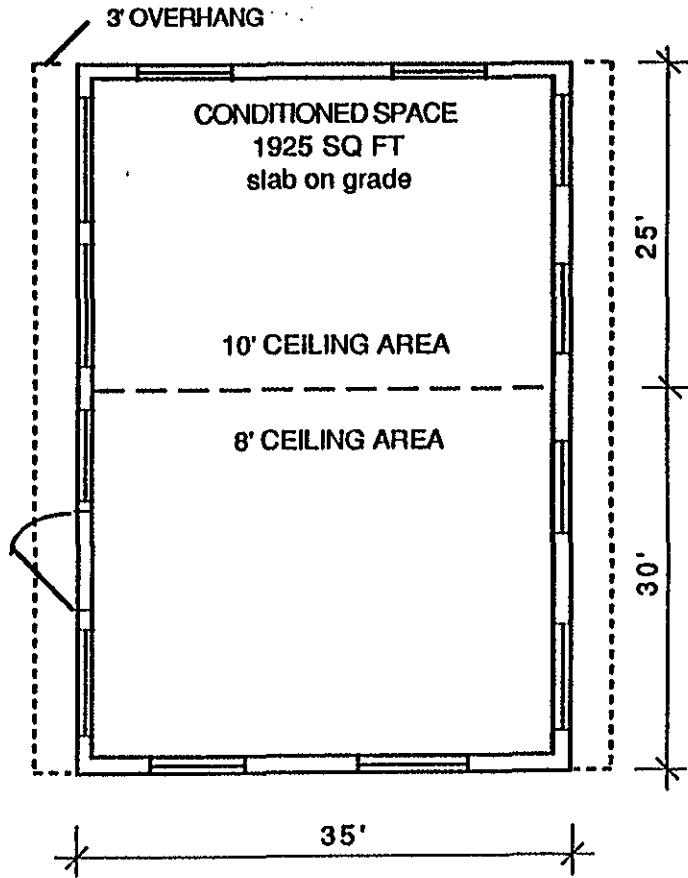 3' OVERHANG
CONDITIONED SPACE
1925 SQ FT
slab on grade
25'
10' CEILING AREA
8' CEILING AREA
30'
35'